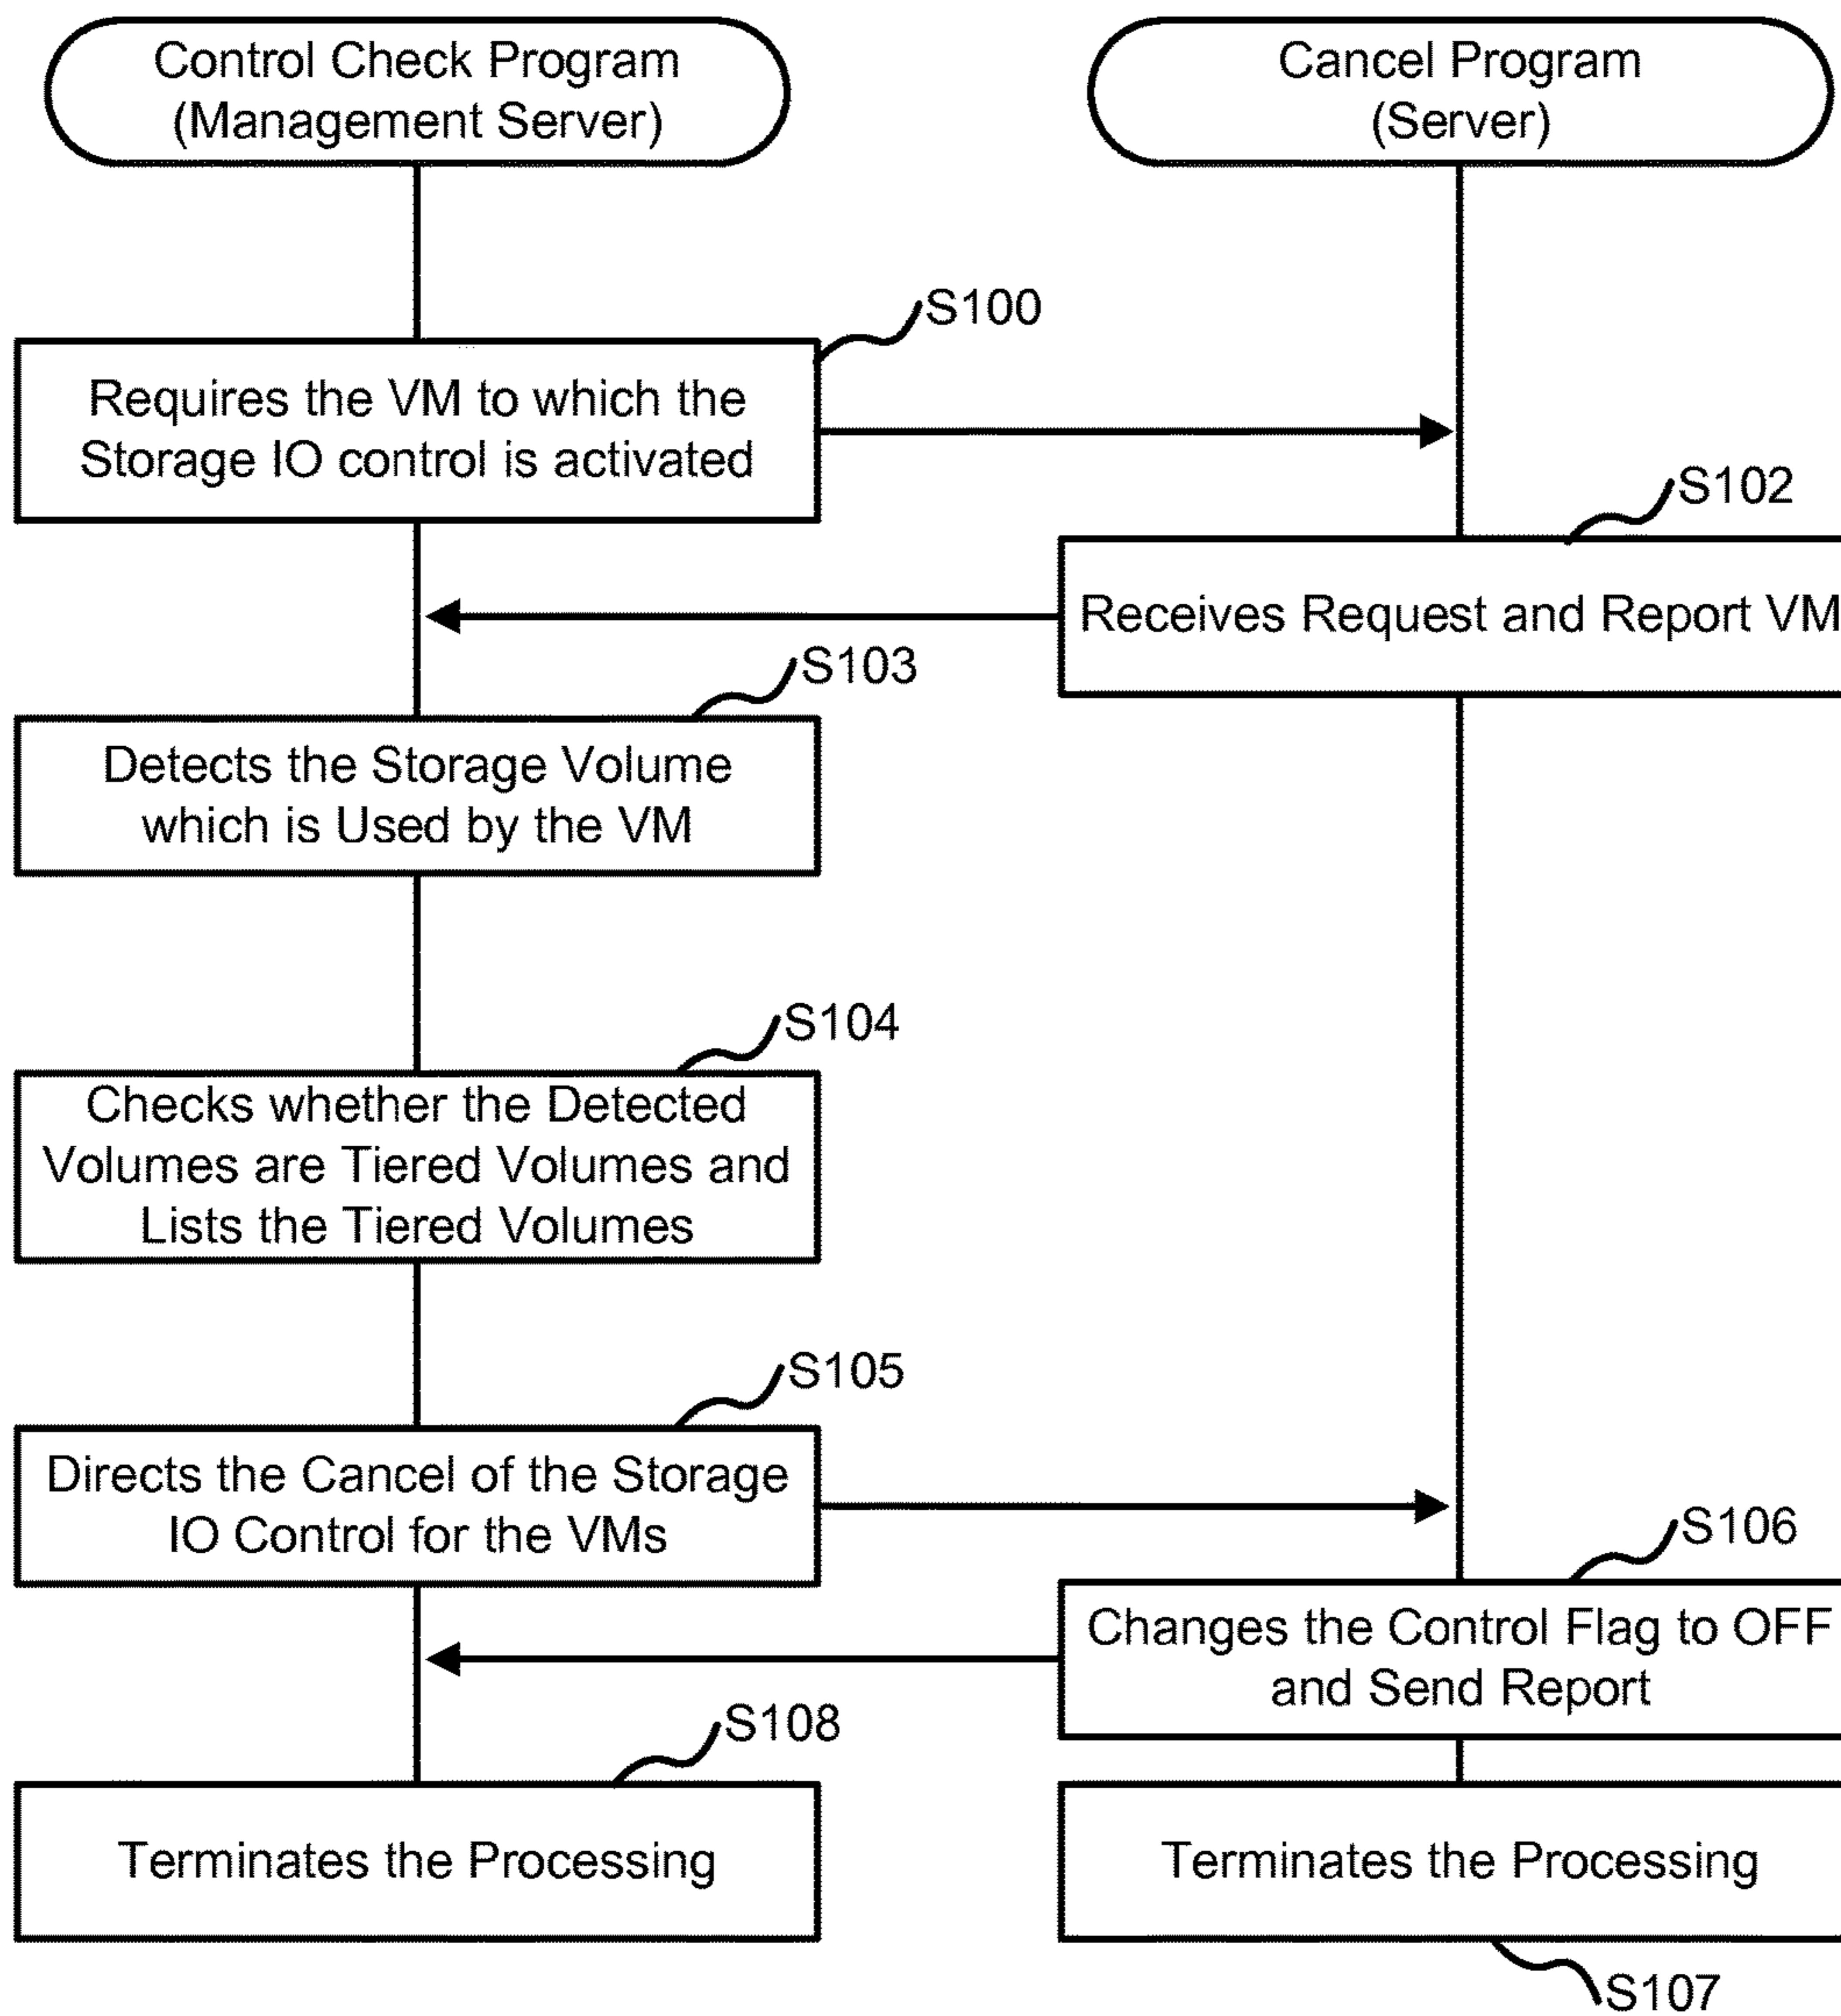 Control Check Program
(Management Server)
Cancel Program
(Server)
S100
Requires the VM to which the
Storage IO control is activated
S102
Receives Request and Report VM
S103
Detects the Storage Volume
which is Used by the VM
S104
Checks whether the Detected
Volumes are Tiered Volumes and
Lists the Tiered Volumes
S105
Directs the Cancel of the Storage
IO Control for the VMs
S106
Changes the Control Flag to OFF
and Send Report
S108
Terminates the Processing
Terminates the Processing
S107